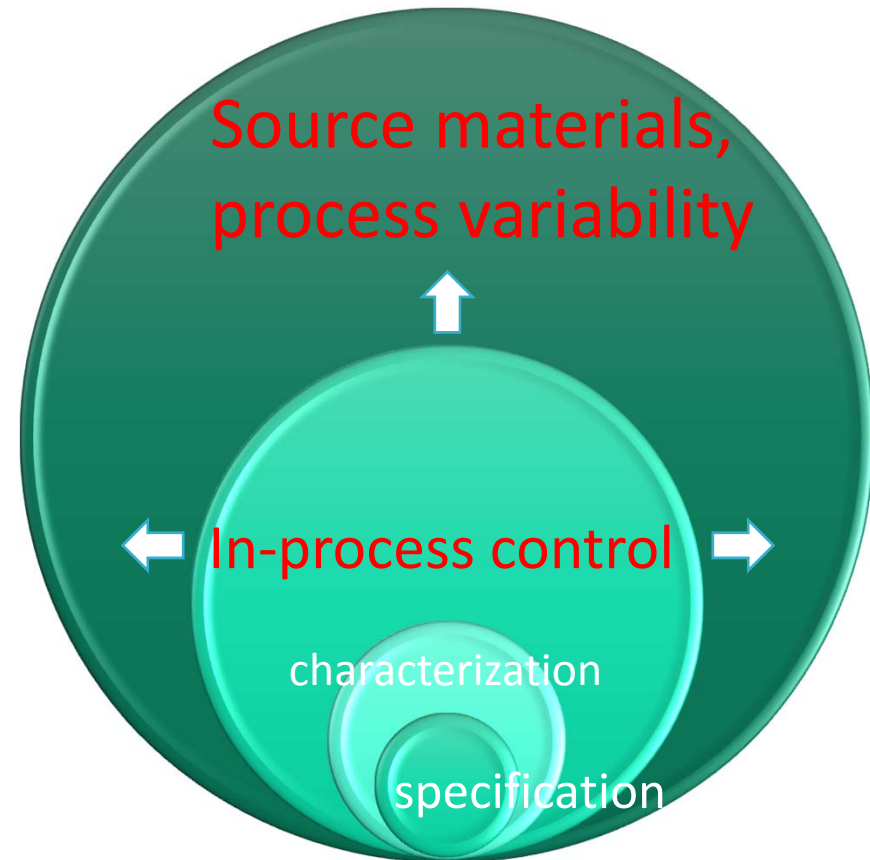 Source materials,
process variability
In-process control
characterization
specification